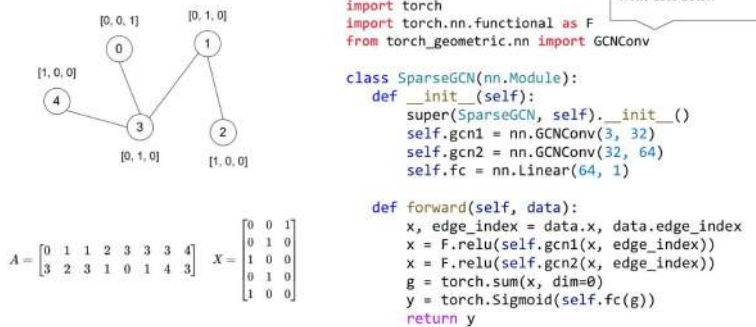 [0, 0, 1]
[0, 1, 0]
0
1
[1, 0, 0]
4
3
2
[0, 1, 0]
[1, 0, 0]
A = [0 1 1 2 3 3 3 4
3 2 3 1 0 1 4 3]
X = [0 0 1
0 1 0
1 0 0
0 1 0
1 0 0]
import torch
import torch.nn.functional as F
from torch_geometric.nn import GCNConv
class SparseGCN(nn.Module):
def __init__(self):
super(SparseGCN, self).__init__()
self.gcn1 = nn.GCNConv(3, 32)
self.gcn2 = nn.GCNConv(32, 64)
self.fc = nn.Linear(64, 1)
def forward(self, data):
x, edge_index = data.x, data.edge_index
x = F.relu(self.gcn1(x, edge_index))
x = F.relu(self.gcn2(x, edge_index))
g = torch.sum(x, dim=0)
y = torch.Sigmoid(self.fc(g))
return y